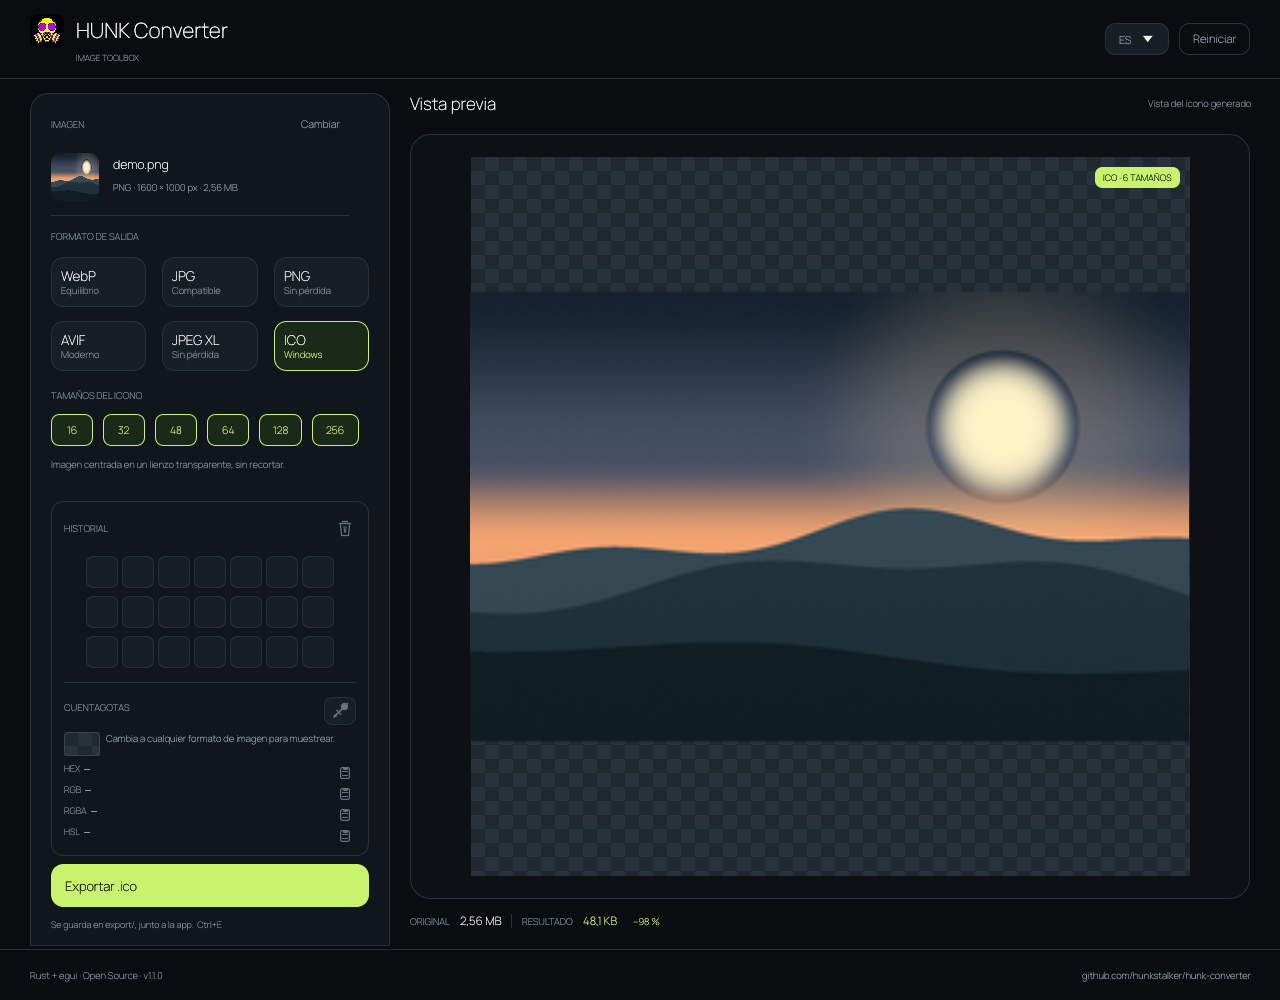 HUNK Converter
IMAGE TOOLBOX
ES
Reiniciar
IMAGEN
Cambiar
demo.png
PNG · 1600 × 1000 px · 2,56 MB
FORMATO DE SALIDA
WebP
Equilibrio
JPG
Compatible
PNG
Sin pérdida
AVIF
Moderno
JPEG XL
Sin pérdida
ICO
Windows
TAMAÑOS DEL ICONO
16
32
48
64
128
256
Imagen centrada en un lienzo transparente, sin recortar.
HISTORIAL
CUENTAGOTAS
Cambia a cualquier formato de imagen para muestrear.
HEX —
RGB —
RGBA —
HSL —
Exportar .ico
Se guarda en export/, junto a la app. Ctrl+E
Vista previa
Vista del icono generado
ICO · 6 TAMAÑOS
ORIGINAL 2,56 MB
RESULTADO 48,1 KB −98 %
Rust + egui · Open Source · v1.1.0
github.com/hunkstalker/hunk-converter